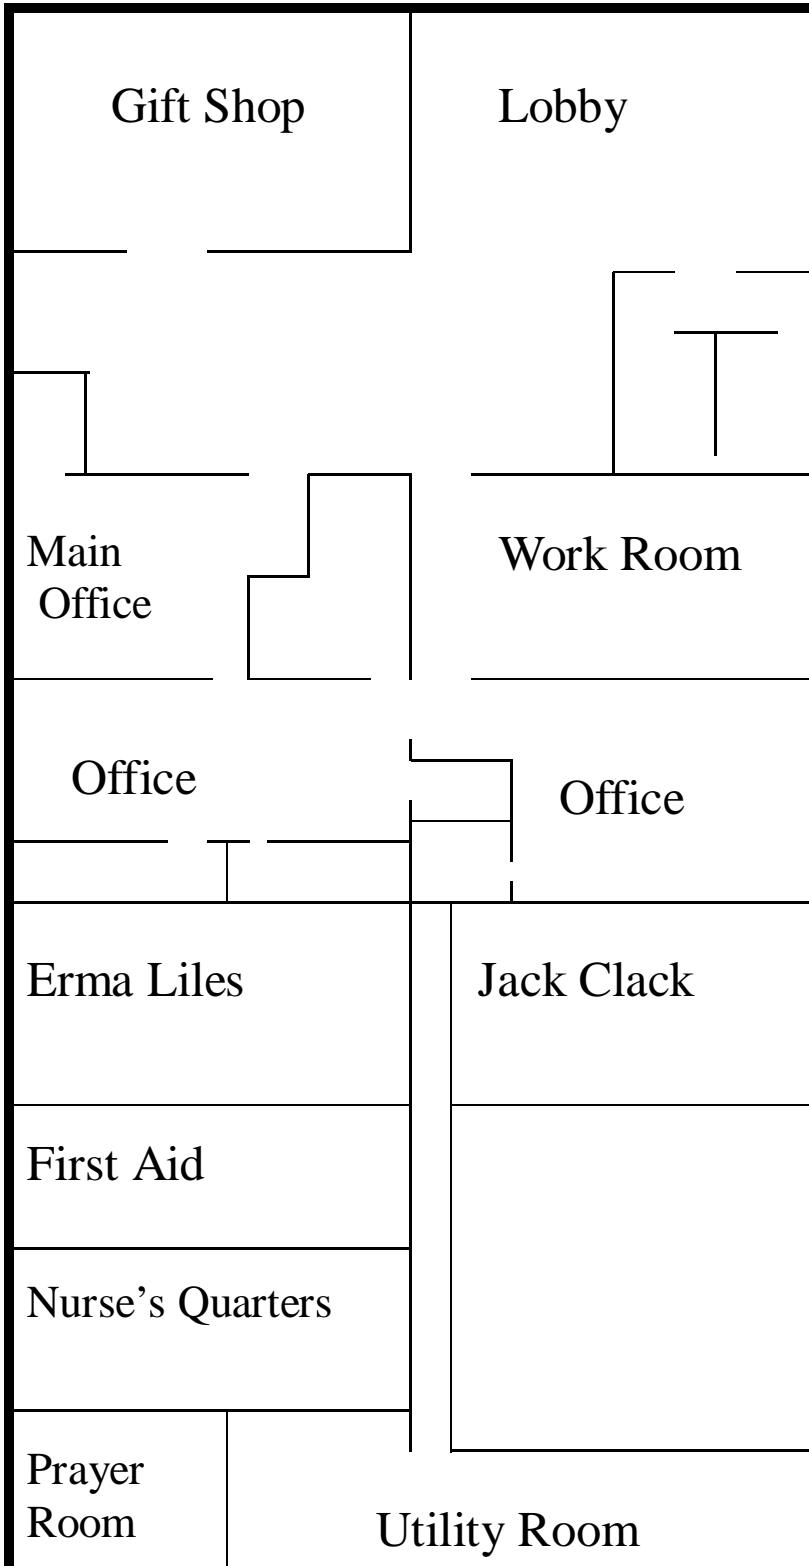 Gift Shop
Lobby
Main
Office
Work Room
Office
Office
Erma Liles
Jack Clack
First Aid
Nurse’s Quarters
Prayer
Room
Utility Room